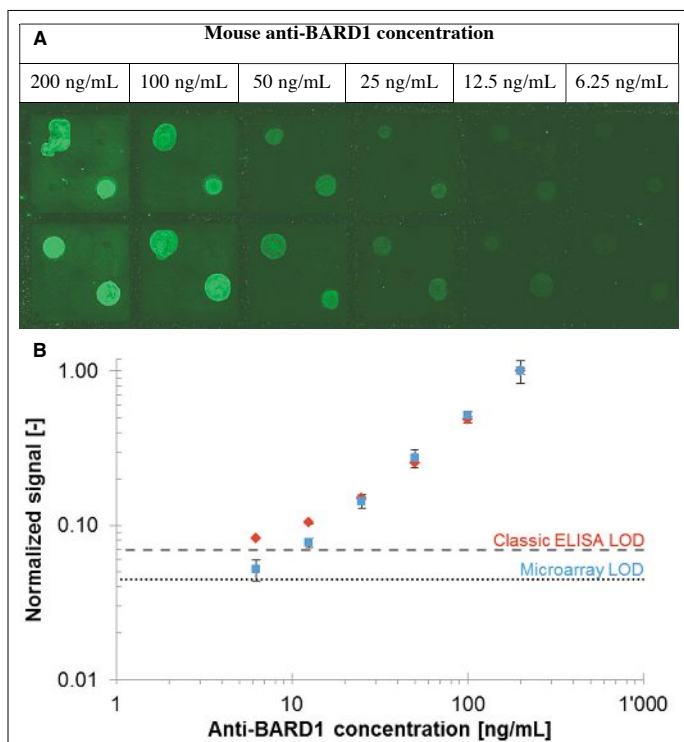 A
Mouse anti-BARD1 concentration
200 ng/mL 100 ng/mL 50 ng/mL 25 ng/mL 12.5 ng/mL 6.25 ng/mL
B
1.00
0.10
0.01
Normalized signal [-]
Classic ELISA LOD
Microarray LOD
1 10 100 1'000
Anti-BARD1 concentration [ng/mL]